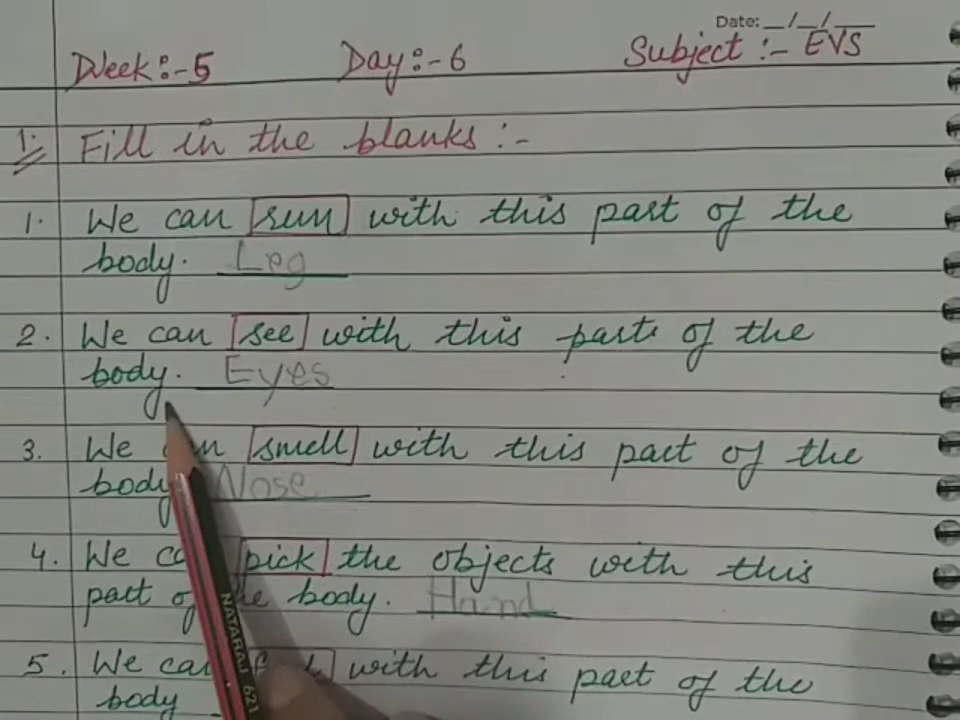 Date: _/_/___
Week:-5 Day:-6 Subject:- EVS
1. Fill in the blanks:-
1. We can run with this part of the
body. Leg
2. We can see with this part of the
body. Eyes
3. We can smell with this part of the
body Nose
4. We ca pick the objects with this
part of the body. Hand
5. We can with this part of the
body
NATARAJ 621